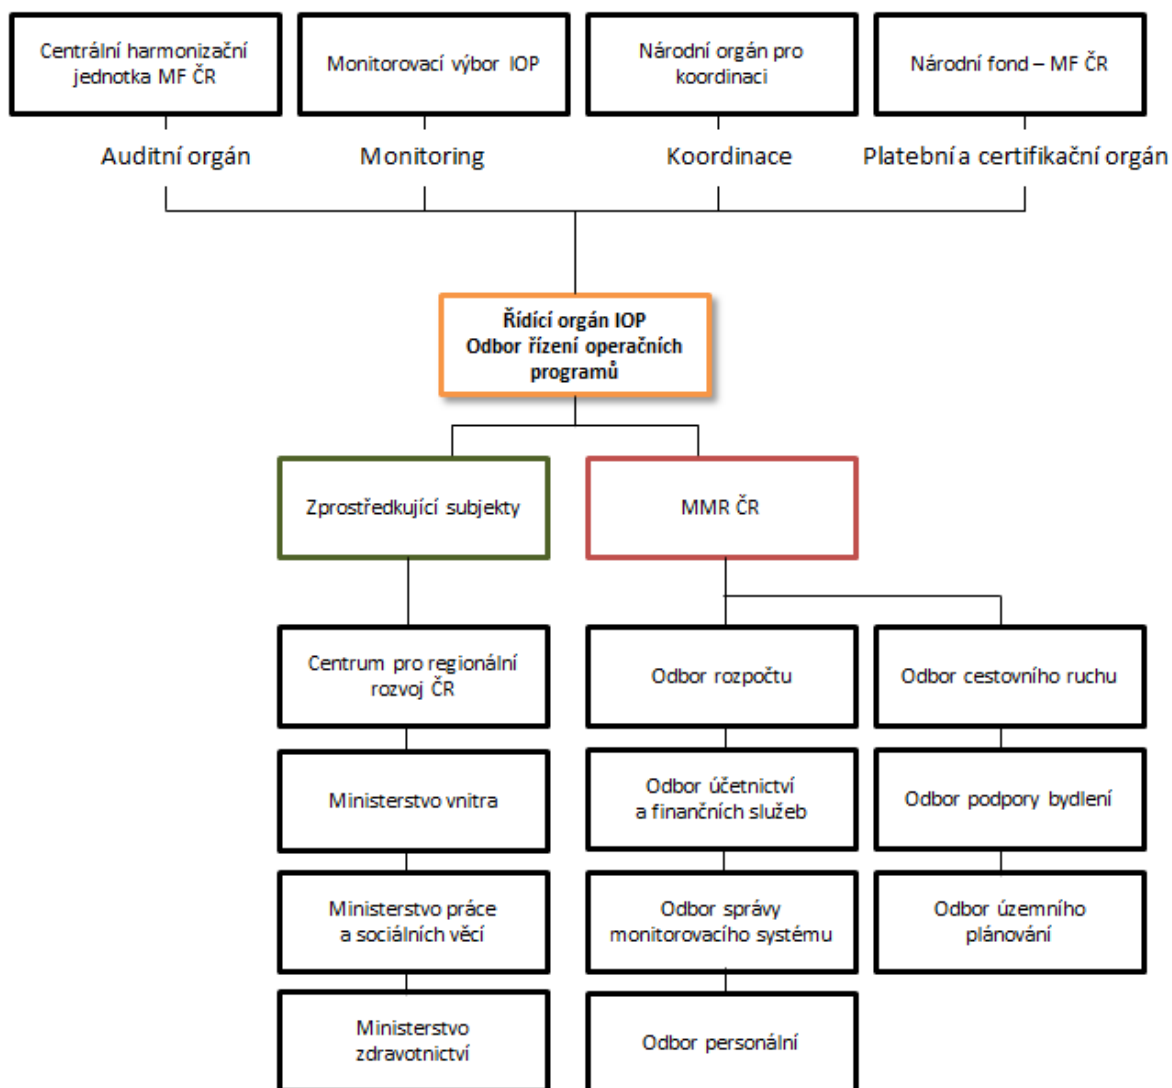 Centrální harmonizační
jednotka MF ČR
Monitorovací výbor IOP
Národní orgán pro
koordinaci
Národní fond – MF ČR
Auditní orgán
Monitoring
Koordinace
Platební a certifikační orgán
Řídící orgán IOP
Odbor řízení operačních
programů
Zprostředkující subjekty
MMR ČR
Centrum pro regionální
rozvoj ČR
Odbor rozpočtu
Odbor cestovního ruchu
Ministerstvo vnitra
Odbor účetnictví
a finančních služeb
Odbor podpory bydlení
Ministerstvo práce
a sociálních věcí
Odbor správy
monitorovacího systému
Odbor územního
plánování
Ministerstvo
zdravotnictví
Odbor personální